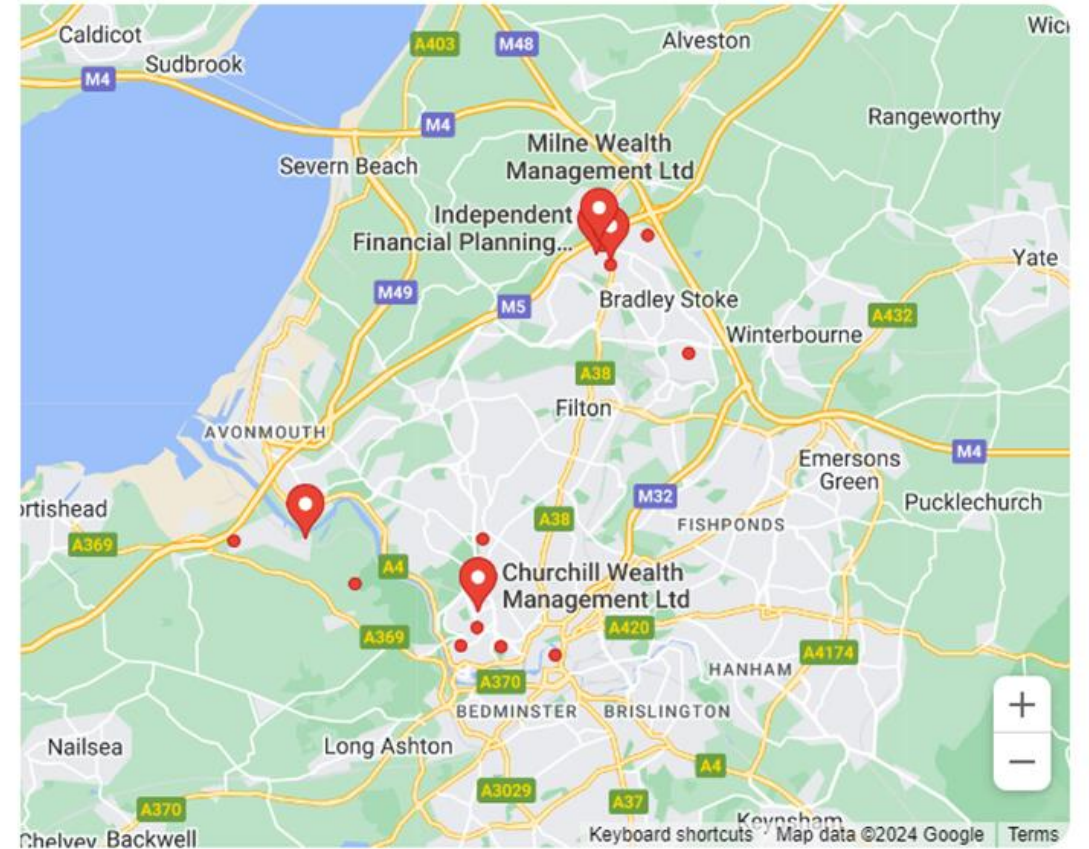 Caldicot
A403
M48
Alveston
Wic
Sudbrook
M4
M4
Rangeworthy
Milne Wealth
Management Ltd
Severn Beach
Independent
Financial Planning...
Yate
M49
M5
Bradley Stoke
A432
Winterbourne
A38
Filton
AVONMOUTH
M4
Emersons
Green
M32
Pucklechurch
ortishead
A38
FISHPONDS
A369
A4
Churchill Wealth
Management Ltd
A369
A420
A4174
HANHAM
A370
BEDMINSTER
BRISLINGTON
Nailsea
Long Ashton
A4
A3029
A37
A370
Keynsham
Chelvey
Backwell
Keyboard shortcuts
Map data ©2024 Google
Terms